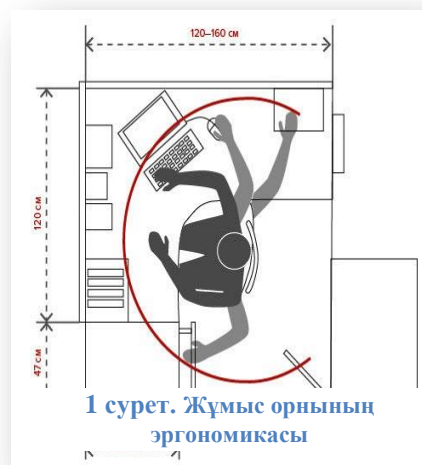 120–160 см
120 см
47 см
1 сурет. Жұмыс орнының
эргономикасы